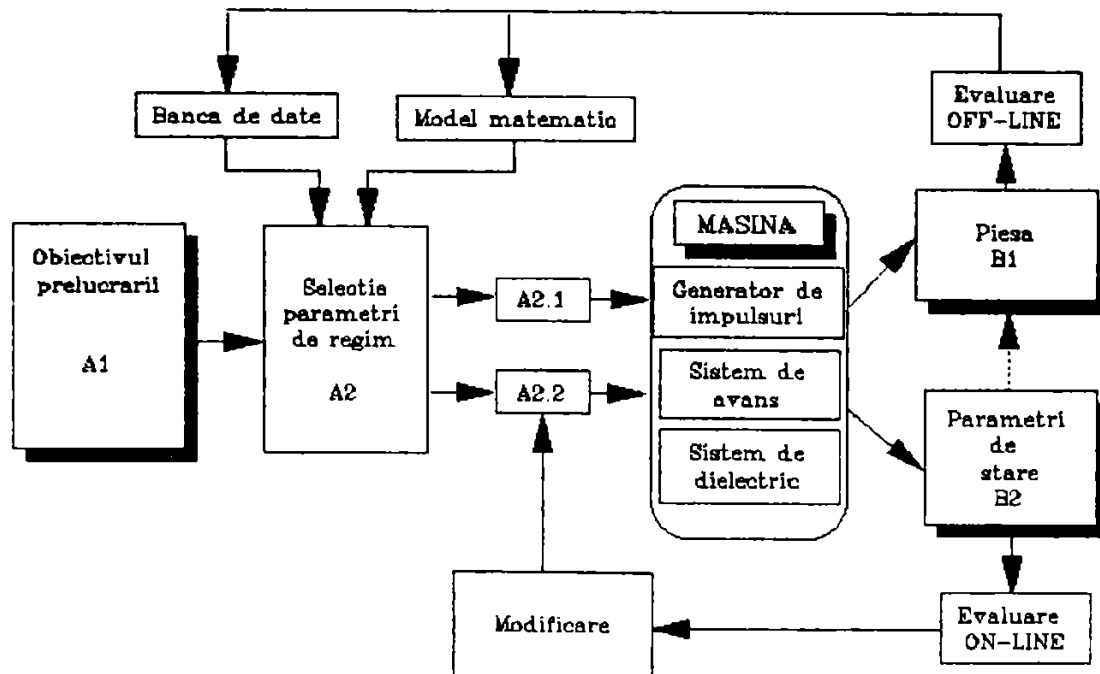 Banca de date
Model matematic
Evaluare
OFF-LINE
Obiectivul
prelucrarii
A1
Selectia
parametri
de regim
A2
A2.1
A2.2
MASINA
Generator de
impulsuri
Sistem de
avans
Sistem de
dielectric
Piesa
B1
Parametri
de
stare
B2
Modificare
Evaluare
ON-LINE